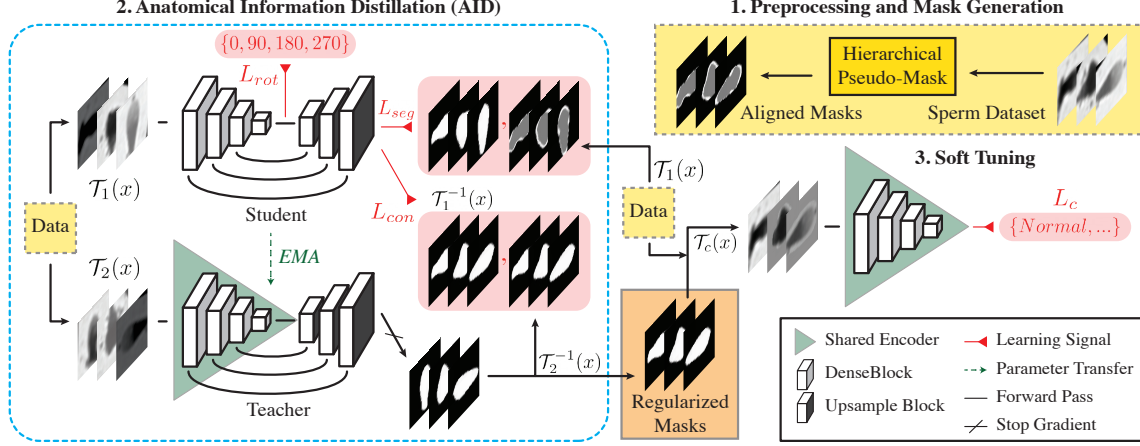 2. Anatomical Information Distillation (AID)
{0, 90, 180, 270}
L_rot
L_seg
,
T_1(x)
Student
L_con
T_1^{-1}(x)
,
Data
EMA
T_2(x)
Teacher
T_2^{-1}(x)
1. Preprocessing and Mask Generation
Hierarchical
Pseudo-Mask
Aligned Masks
Sperm Dataset
3. Soft Tuning
T_1(x)
Data
T_c(x)
L_c
{Normal, ...}
Regularized
Masks
Shared Encoder
DenseBlock
Upsample Block
Learning Signal
Parameter Transfer
Forward Pass
Stop Gradient